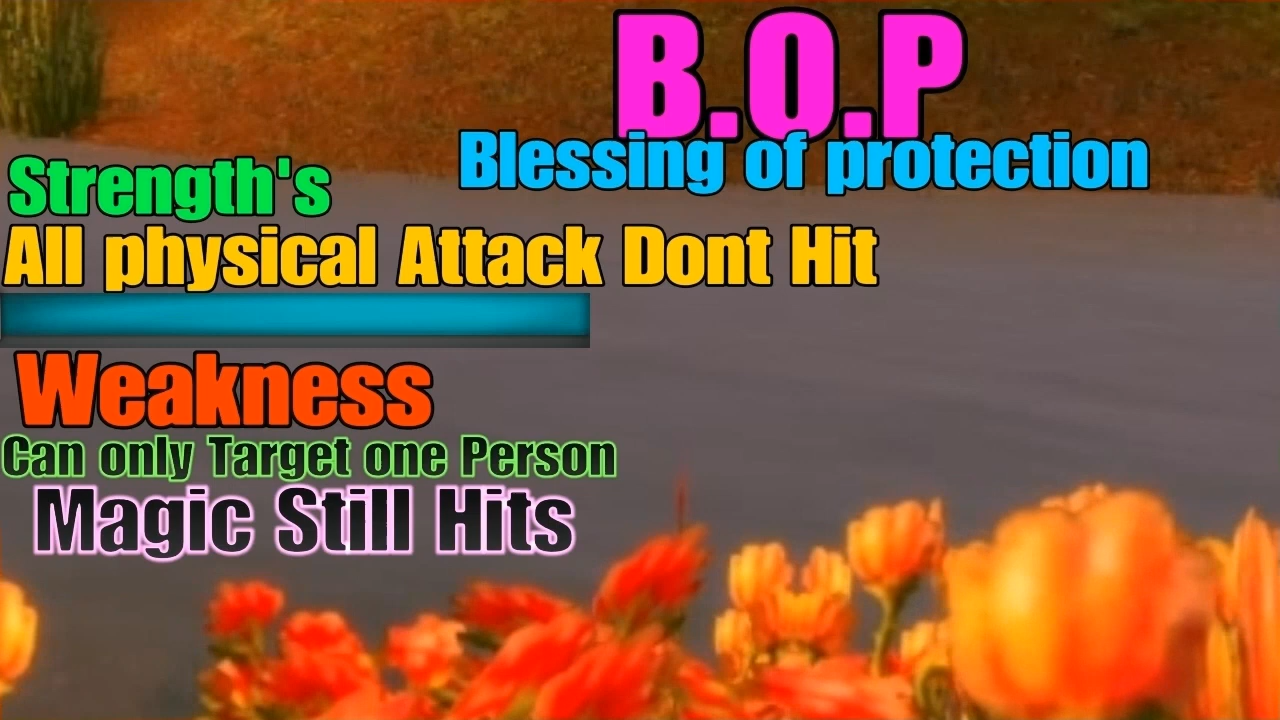 B.O.P
Blessing of protection
Strength's
All physical Attack Dont Hit
Weakness
Can only Target one Person
Magic Still Hits